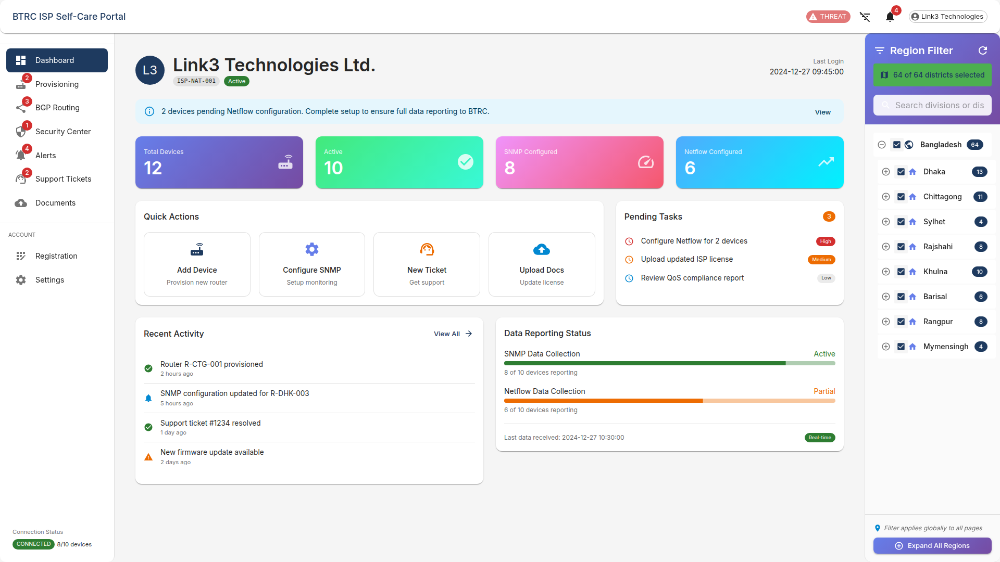 BTRC ISP Self-Care Portal
THREAT
4
Link3 Technologies
Dashboard
2
Provisioning
3
BGP Routing
1
Security Center
4
Alerts
2
Support Tickets
Documents
ACCOUNT
Registration
Settings
Connection Status
CONNECTED 8/10 devices
L3
Link3 Technologies Ltd.
ISP-NAT-001
Active
Last Login
2024-12-27 09:45:00
2 devices pending Netflow configuration. Complete setup to ensure full data reporting to BTRC.
View
Total Devices
12
Active
10
SNMP Configured
8
Netflow Configured
6
Quick Actions
Add Device
Provision new router
Configure SNMP
Setup monitoring
New Ticket
Get support
Upload Docs
Update license
Pending Tasks
3
Configure Netflow for 2 devices
High
Upload updated ISP license
Medium
Review QoS compliance report
Low
Recent Activity
View All
Router R-CTG-001 provisioned
2 hours ago
SNMP configuration updated for R-DHK-003
5 hours ago
Support ticket #1234 resolved
1 day ago
New firmware update available
2 days ago
Data Reporting Status
SNMP Data Collection
Active
8 of 10 devices reporting
Netflow Data Collection
Partial
6 of 10 devices reporting
Last data received: 2024-12-27 10:30:00
Real-time
Region Filter
64 of 64 districts selected
Search divisions or dis
Bangladesh 64
Dhaka 13
Chittagong 11
Sylhet 4
Rajshahi 8
Khulna 10
Barisal 6
Rangpur 8
Mymensingh 4
Filter applies globally to all pages
Expand All Regions